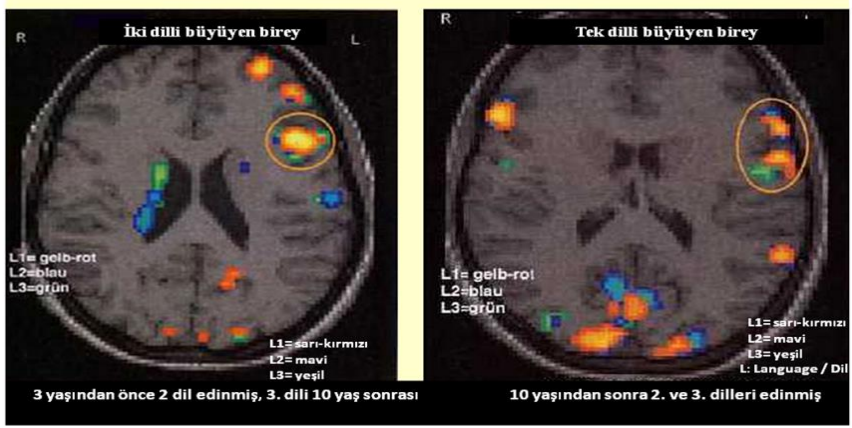 R
İki dilli büyüyen birey
L
L1= gelb-rot
L2=blau
L3=grün
L1= sarı-kırmızı
L2= mavi
L3= yeşil
3 yaşından önce 2 dil edinmiş, 3. dili 10 yaş sonrası
R
Tek dilli büyüyen birey
L1= gelb-rot
L2=blau
L3=grün
L1= sarı-kırmızı
L2= mavi
L3= yeşil
L: Language / Dil
10 yaşından sonra 2. ve 3. dilleri edinmiş